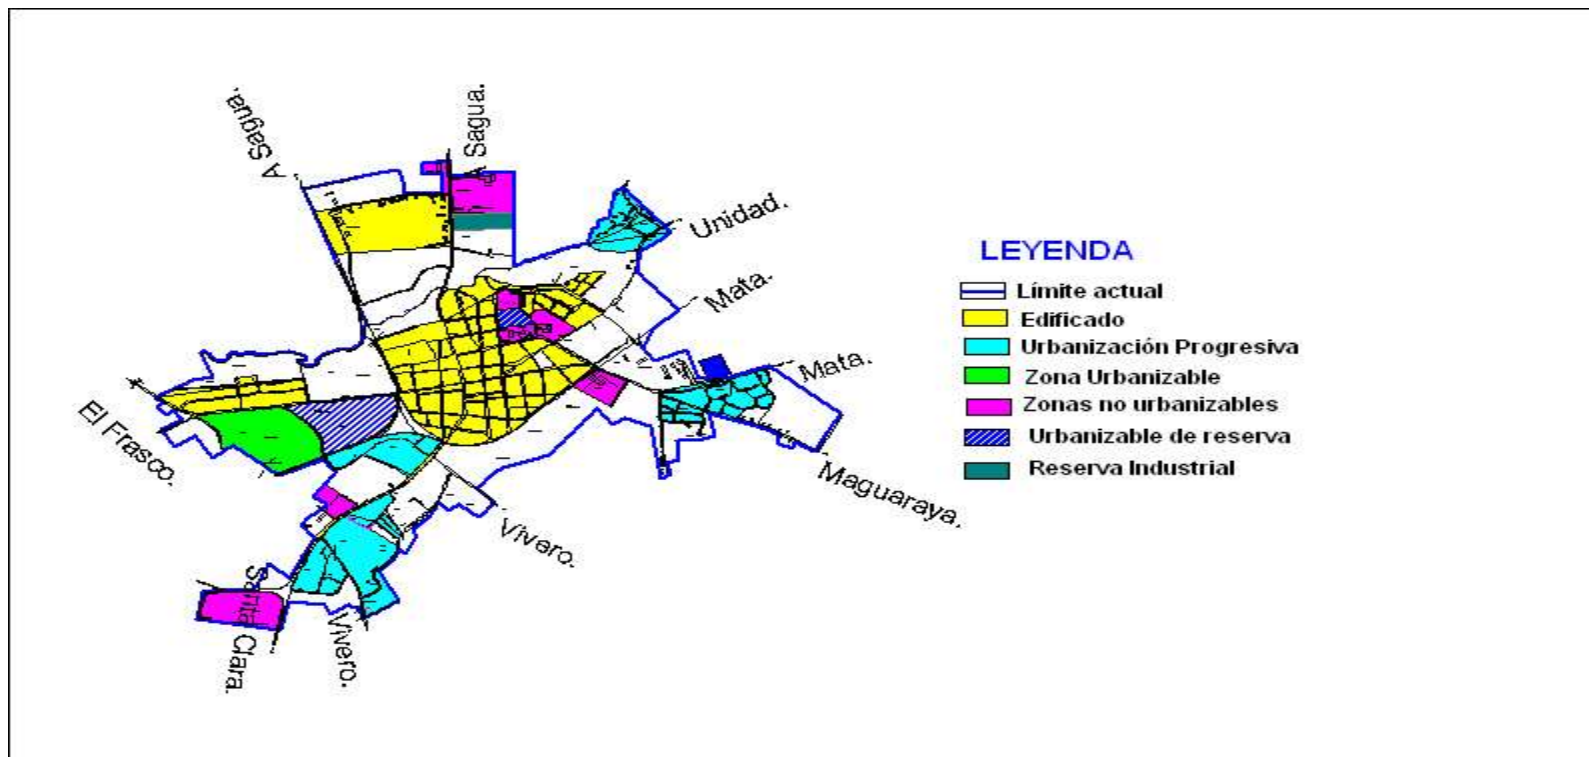 A Sagua.
A Sagua.
Unidad.
Mata.
Mata.
Maguaraya.
El Frasco.
Vivero.
Santa Clara.
Vivero.
LEYENDA
Límite actual
Edificado
Urbanización Progresiva
Zona Urbanizable
Zonas no urbanizables
Urbanizable de reserva
Reserva Industrial